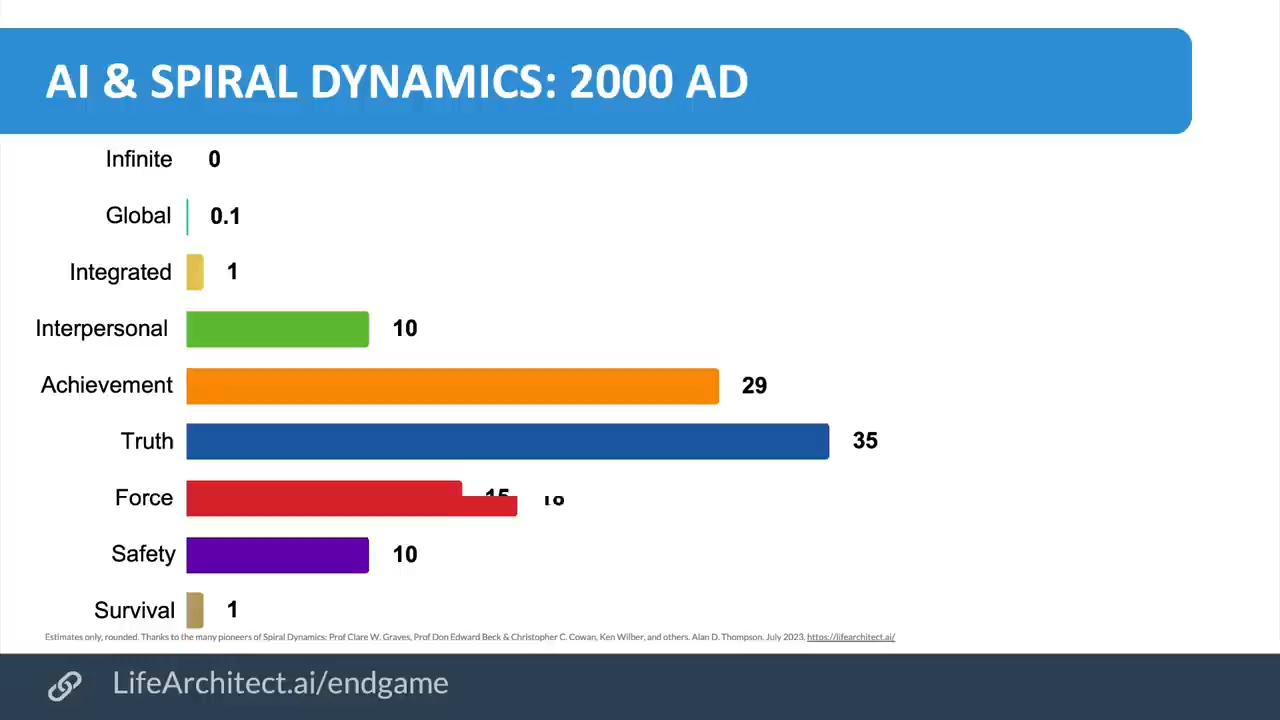 AI & SPIRAL DYNAMICS: 2000 AD
Infinite 0
Global 0.1
Integrated 1
Interpersonal 10
Achievement 29
Truth 35
Force
Safety 10
Survival 1
Estimates only, rounded. Thanks to the many pioneers of Spiral Dynamics: Prof Clare W. Graves, Prof Don Edward Beck & Christopher C. Cowan, Ken Wilber, and others. Alan D. Thompson. July 2023. https://lifearchitect.ai/
LifeArchitect.ai/endgame